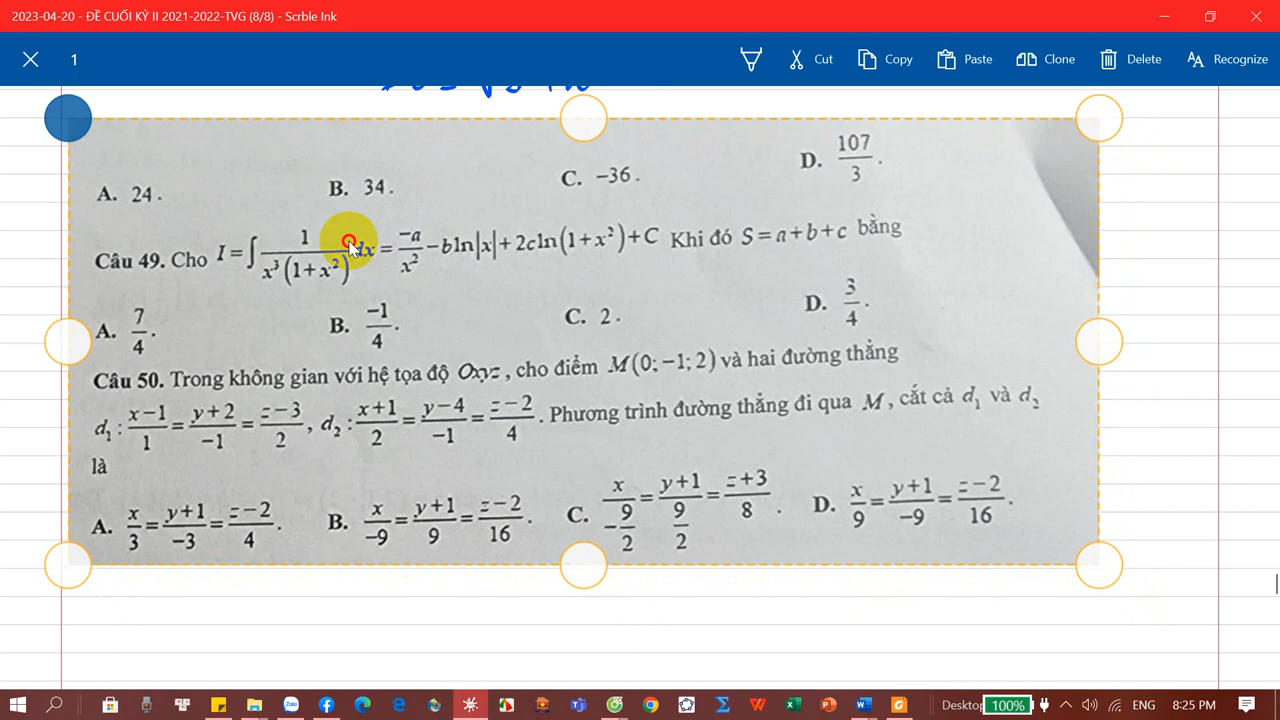 2023-04-20 - ĐỀ CUỐI KỲ II 2021-2022-TVG (8/8) - Scrble Ink
1 Cut Copy Paste Clone Delete Recognize
A. 24. B. 34. C. −36. D. 107/3.
Câu 49. Cho I = ∫ 1/(x³(1+x²)) dx = −a/x² − b ln|x| + 2c ln(1+x²) + C Khi đó S = a + b + c bằng
A. 7/4. B. −1/4. C. 2. D. 3/4.
Câu 50. Trong không gian với hệ tọa độ Oxyz, cho điểm M(0;−1;2) và hai đường thẳng
d₁: (x−1)/1 = (y+2)/−1 = (z−3)/2, d₂: (x+1)/2 = (y−4)/−1 = (z−2)/4. Phương trình đường thẳng đi qua M, cắt cả d₁ và d₂
là
A. x/3 = (y+1)/−3 = (z−2)/4. B. x/−9 = (y+1)/9 = (z−2)/16. C. x/(−9/2) = (y+1)/(9/2) = (z+3)/8. D. x/9 = (y+1)/−9 = (z−2)/16.
Desktop 100% ENG 8:25 PM